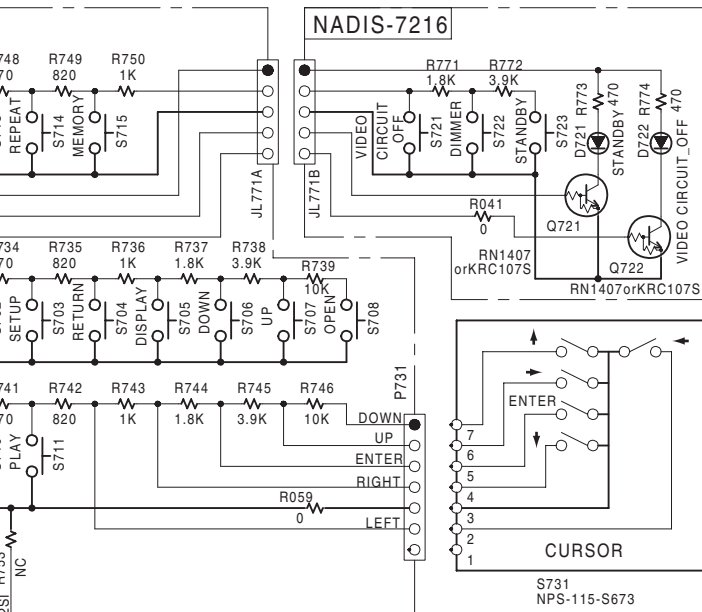 NADIS-7216
748
70
R749
820
R750
1K
REPEAT
S714
MEMORY
S715
JL771A
JL771B
R771
1.8K
R772
3.9K
VIDEO
CIRCUIT
OFF
S721
DIMMER
S722
STANDBY
S723
R773
470
D721
STANDBY
R774
470
D722
VIDEO CIRCUIT_OFF
R041
0
Q721
RN1407
orKRC107S
Q722
RN1407orKRC107S
734
70
R735
820
R736
1K
R737
1.8K
R738
3.9K
R739
10K
SETUP
S703
RETURN
S704
DISPLAY
S705
DOWN
S706
UP
S707
OPEN
S708
741
70
R742
820
R743
1K
R744
1.8K
R745
3.9K
R746
10K
PLAY
S711
P731
DOWN
UP
ENTER
RIGHT
LEFT
R059
0
NC
ENTER
7
6
5
4
3
2
1
CURSOR
S731
NPS-115-S673